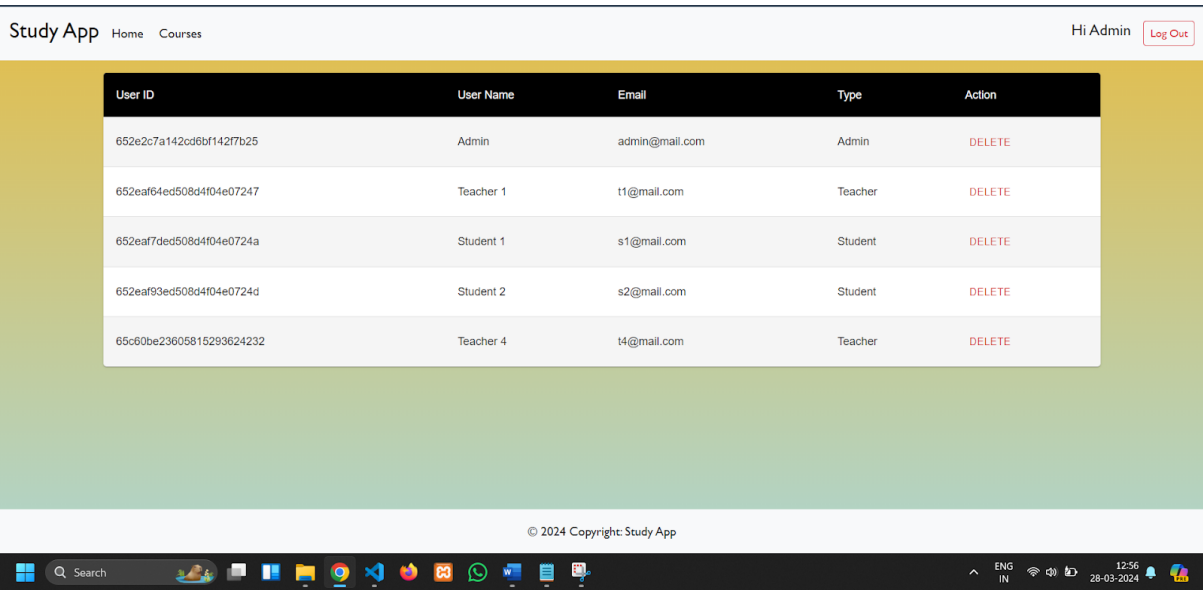 Study App Home Courses Hi Admin Log Out
User ID User Name Email Type Action
652e2c7a142cd6bf142f7b25 Admin admin@mail.com Admin DELETE
652eaf64ed508d4f04e07247 Teacher 1 t1@mail.com Teacher DELETE
652eaf7ded508d4f04e0724a Student 1 s1@mail.com Student DELETE
652eaf93ed508d4f04e0724d Student 2 s2@mail.com Student DELETE
65c60be23605815293624232 Teacher 4 t4@mail.com Teacher DELETE
© 2024 Copyright: Study App
Search ENG 12:56
IN 28-03-2024